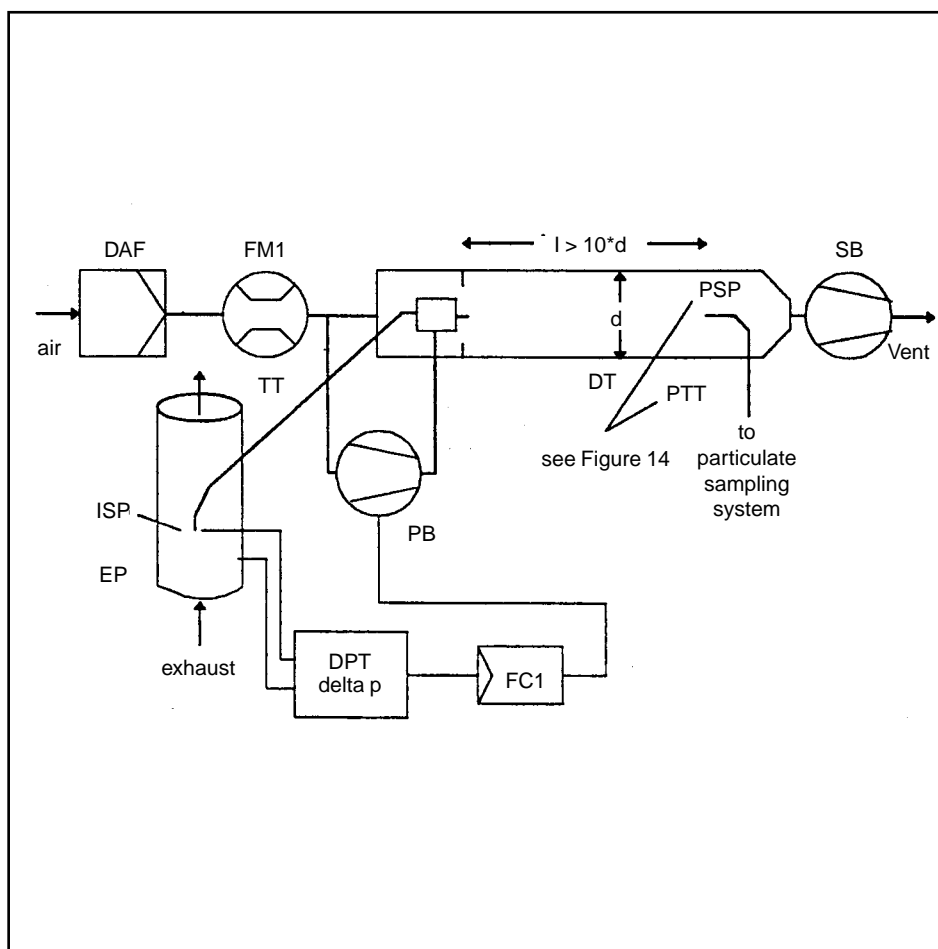 DAF
FM1
l > 10*d
SB
PSP
d
air
Vent
TT
DT
PTT
to
particulate
sampling
system
see Figure 14
ISP
PB
EP
exhaust
DPT
delta p
FC1